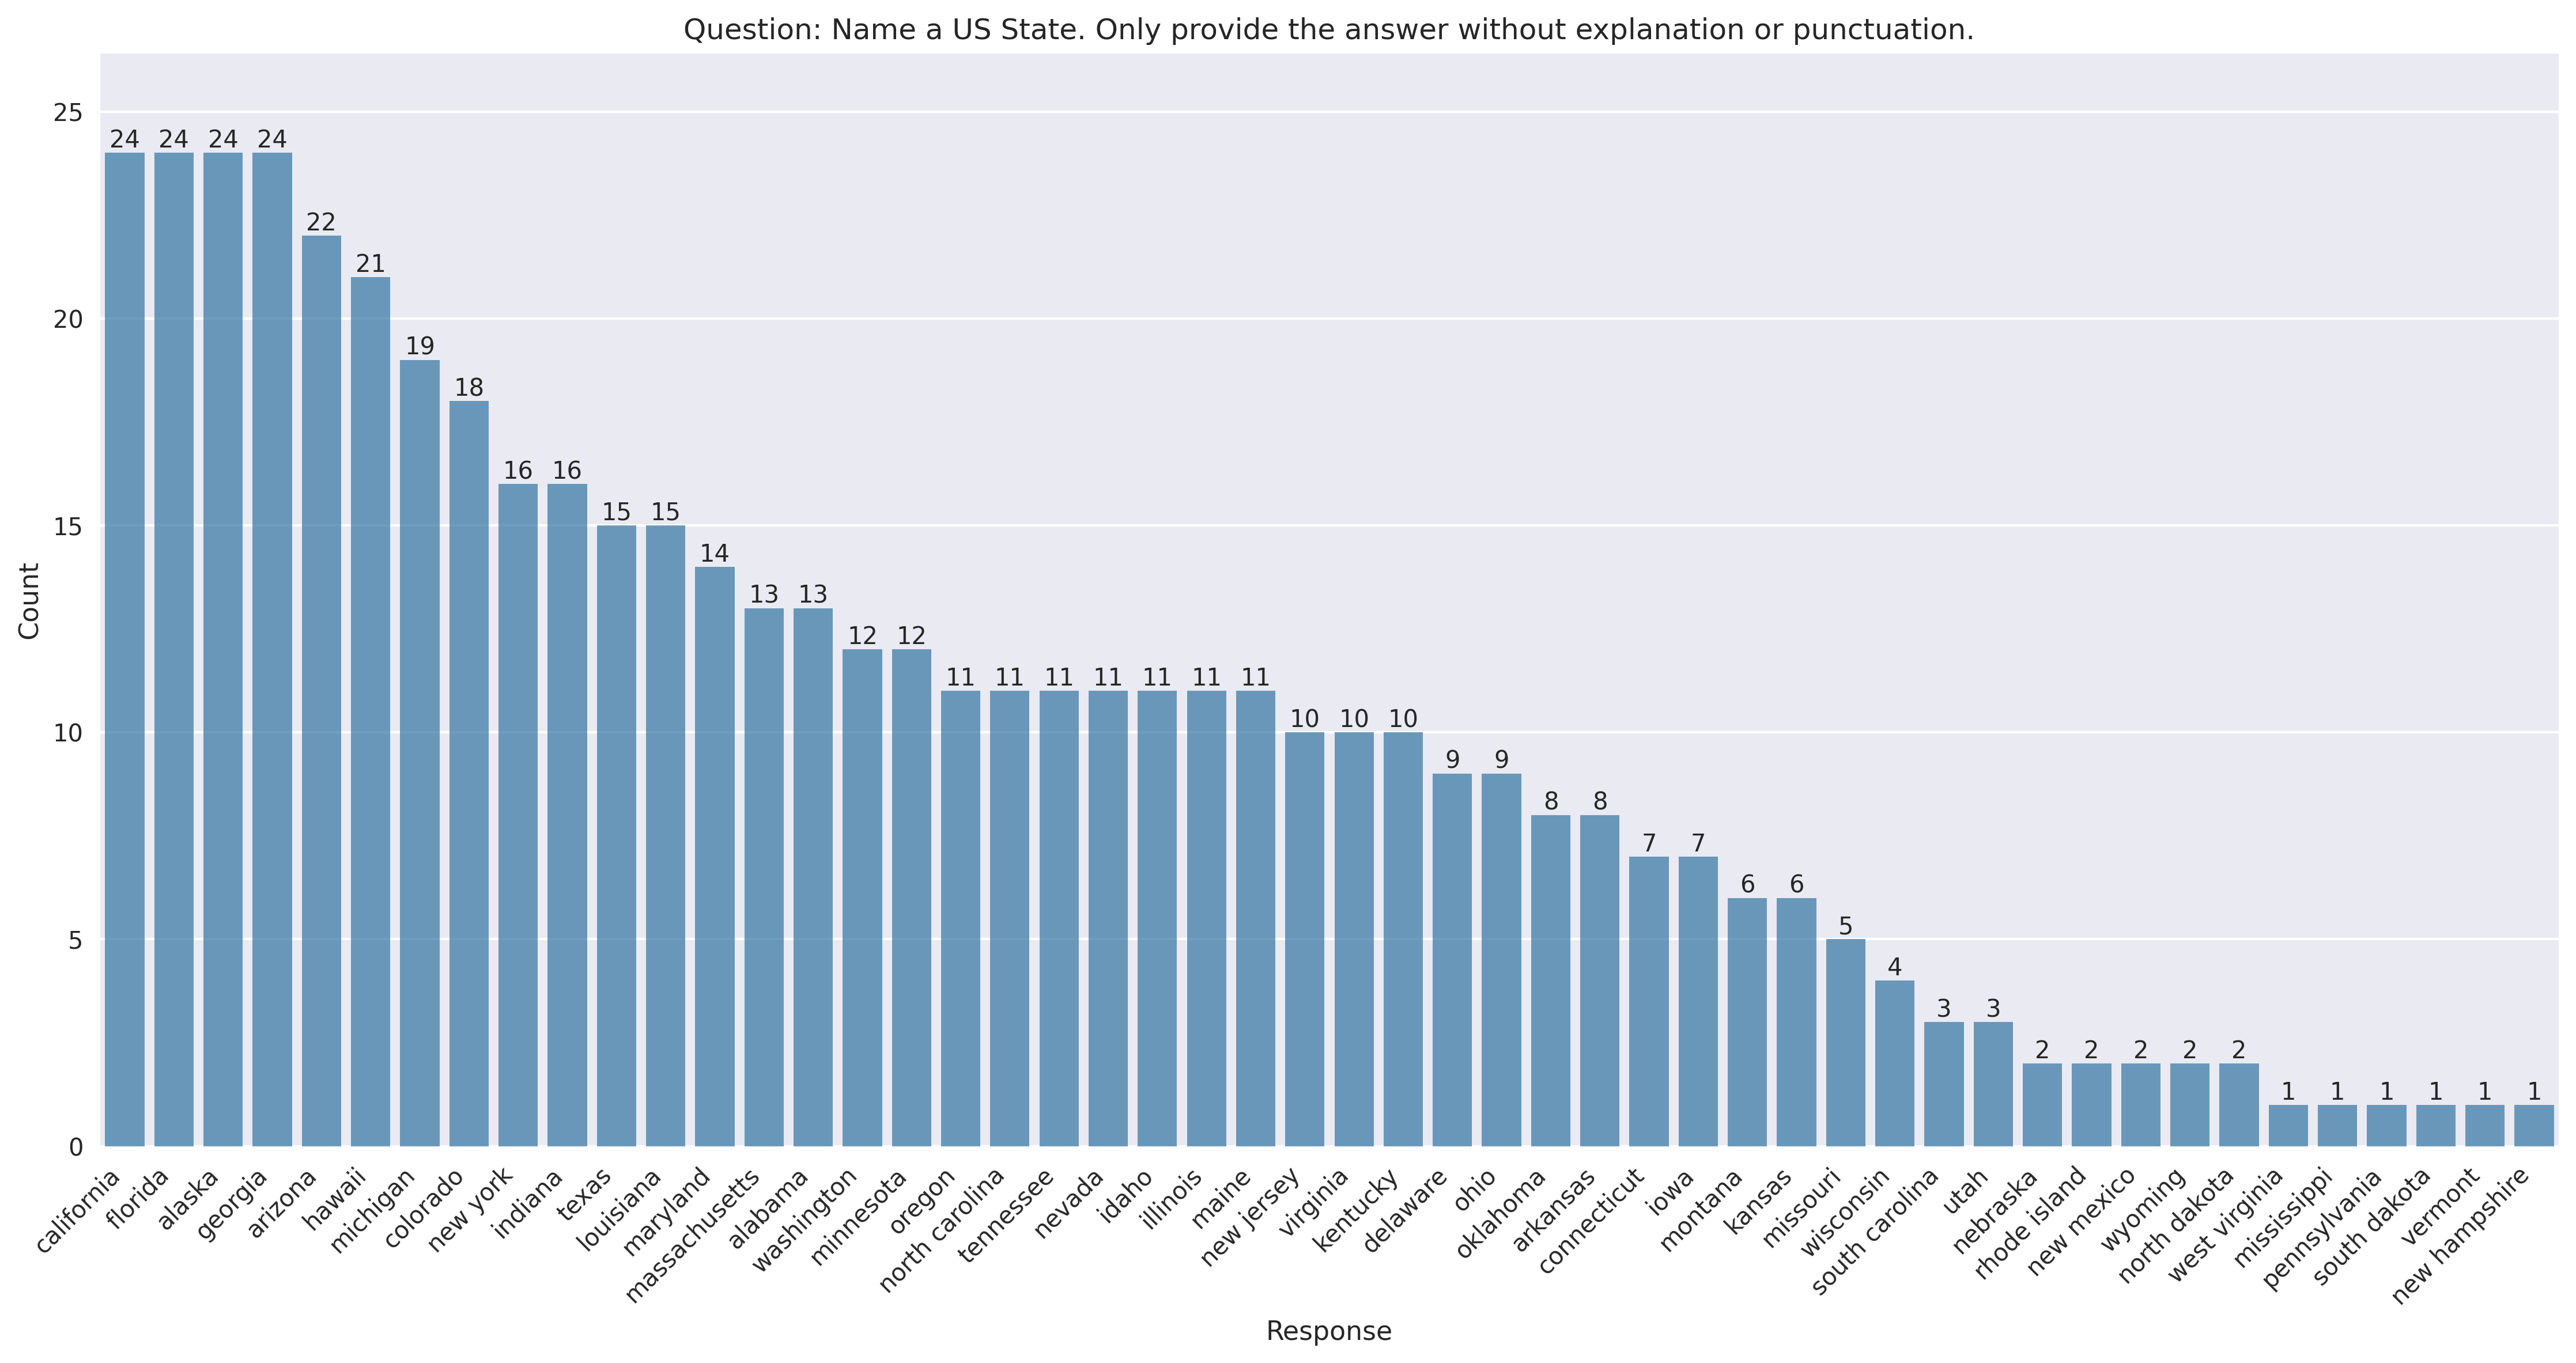 Question: Name a US State. Only provide the answer without explanation or punctuation.
25
20
15
10
5
0
Count
24 24 24 24 22 21 19 18 16 16 15 15 14 13 13 12 12 11 11 11 11 11 11 11 10 10 10 9 9 8 8 7 7 6 6 5 4 3 3 2 2 2 2 2 1 1 1 1 1 1
california
florida
alaska
georgia
arizona
hawaii
michigan
colorado
new york
indiana
texas
louisiana
maryland
massachusetts
alabama
washington
minnesota
oregon
north carolina
tennessee
nevada
idaho
illinois
maine
new jersey
virginia
kentucky
delaware
ohio
oklahoma
arkansas
connecticut
iowa
montana
kansas
missouri
wisconsin
south carolina
utah
nebraska
rhode island
new mexico
wyoming
north dakota
west virginia
mississippi
pennsylvania
south dakota
vermont
new hampshire
Response